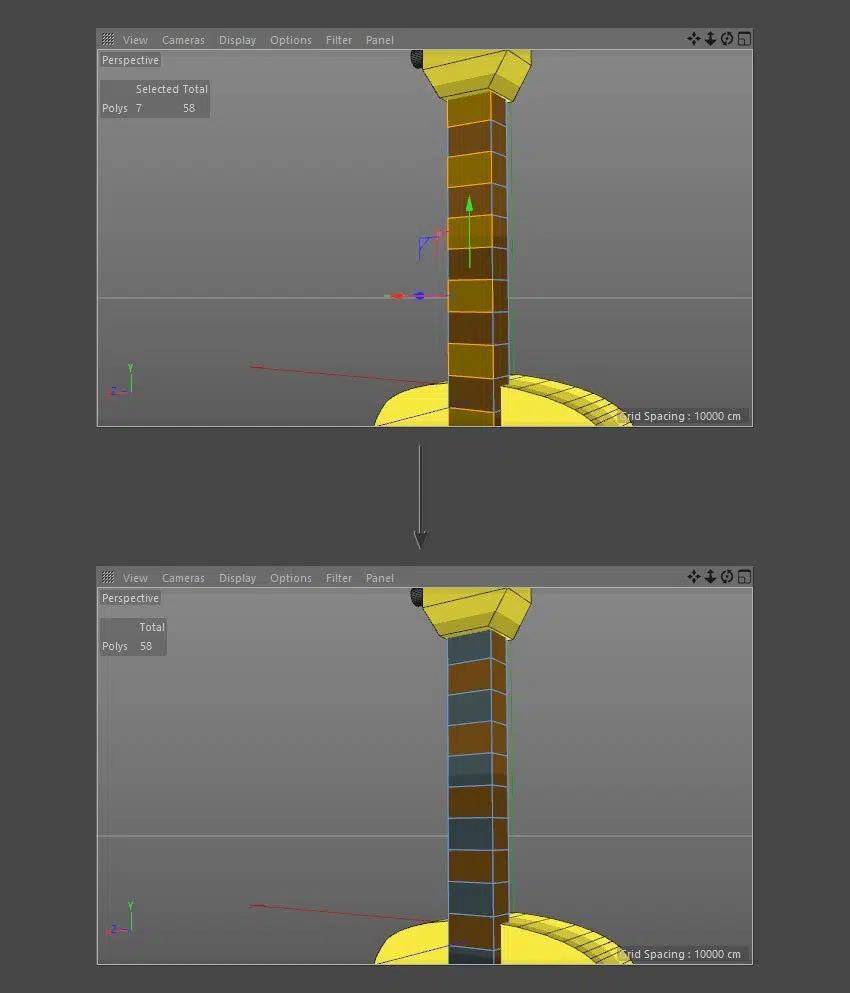 View Cameras Display Options Filter Panel
Perspective
Selected Total
Polys 7 58
Y
Z
Grid Spacing : 10000 cm
View Cameras Display Options Filter Panel
Perspective
Total
Polys 58
Y
Z
Grid Spacing : 10000 cm